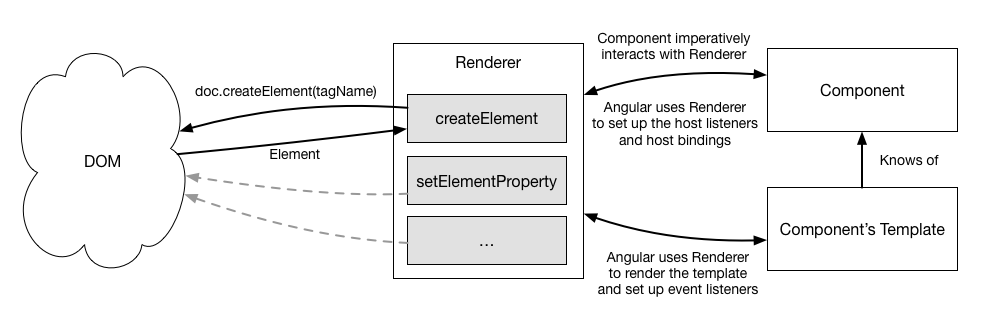 DOM
doc.createElement(tagName)
Element
Renderer
createElement
setElementProperty
...
Component imperatively
interacts with Renderer
Angular uses Renderer
to set up the host listeners
and host bindings
Component
Knows of
Component's Template
Angular uses Renderer
to render the template
and set up event listeners